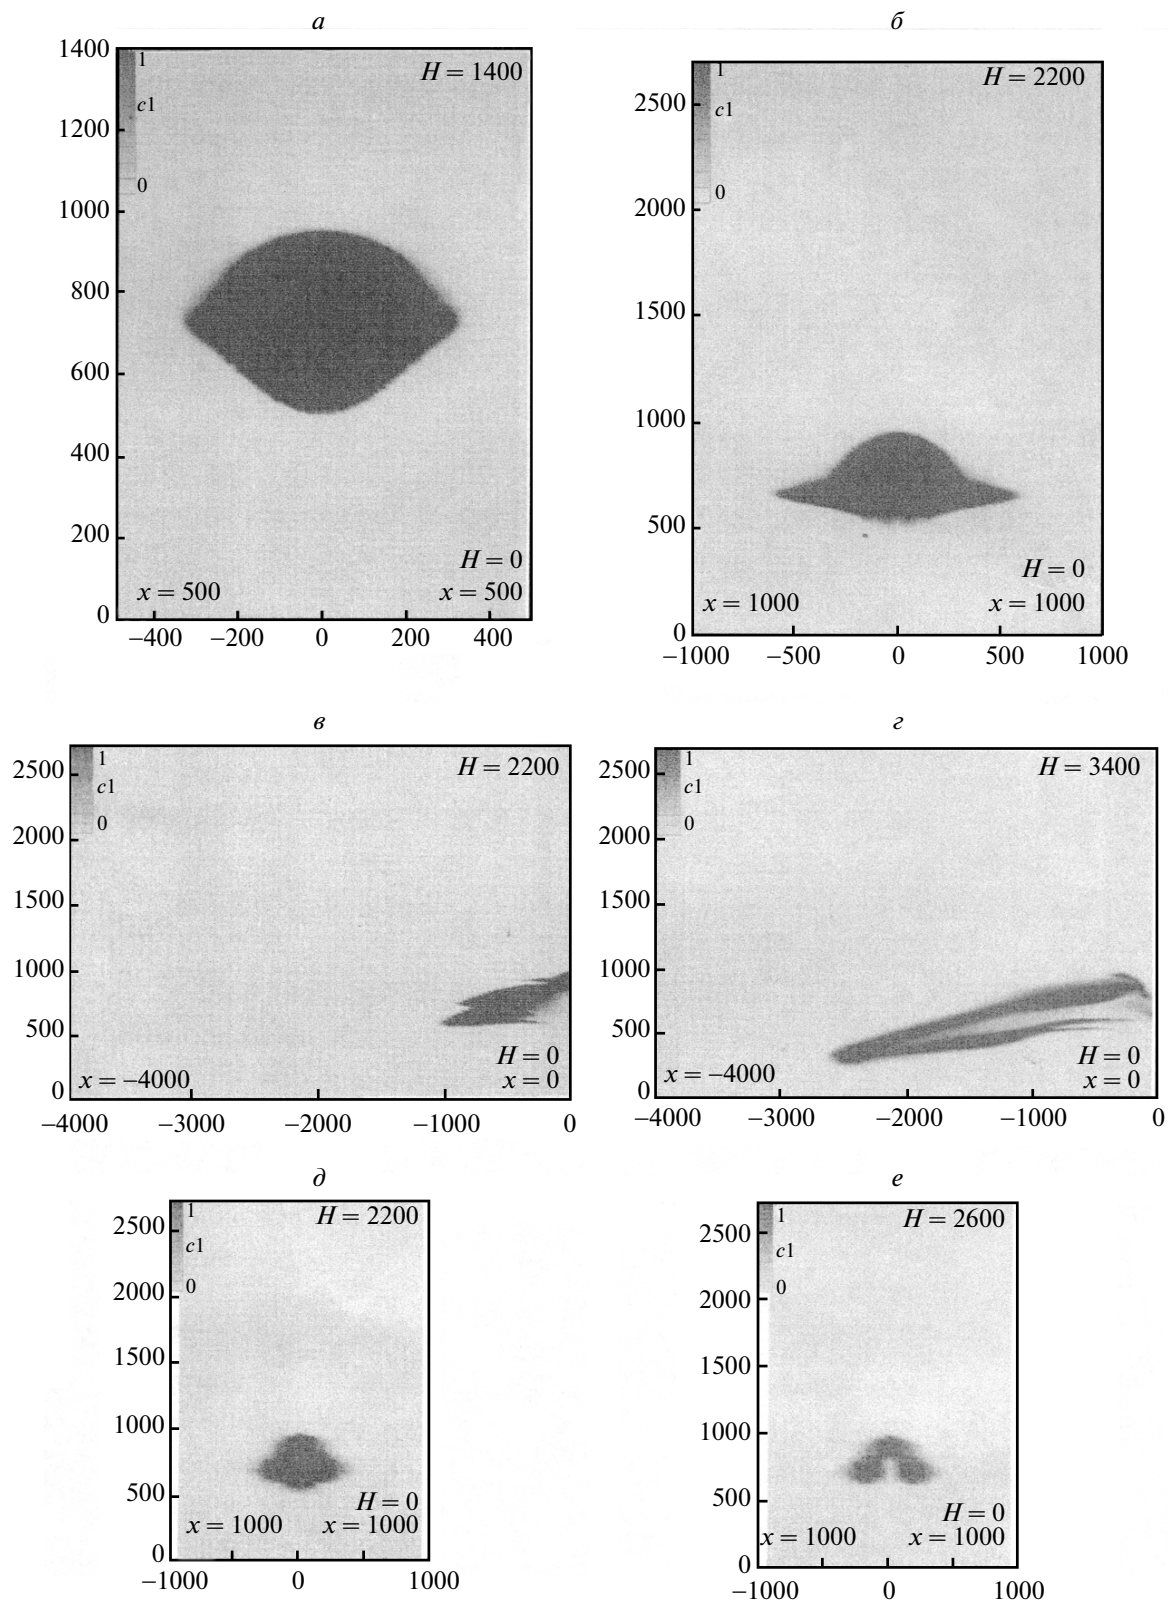 а
1400
1200
1000
800
600
400
200
0
1
c1
0
H = 1400
H = 0
x = 500
x = 500
−400
−200
0
200
400
б
2500
2000
1500
1000
500
0
1
c1
0
H = 2200
H = 0
x = 1000
x = 1000
−1000
−500
0
500
1000
в
2500
2000
1500
1000
500
0
1
c1
0
H = 2200
H = 0
x = −4000
x = 0
−4000
−3000
−2000
−1000
0
г
2500
2000
1500
1000
500
0
1
c1
0
H = 3400
H = 0
x = −4000
x = 0
−4000
−3000
−2000
−1000
0
д
2500
2000
1500
1000
500
0
1
c1
0
H = 2200
H = 0
x = 1000
x = 1000
−1000
0
1000
е
2500
2000
1500
1000
500
0
1
c1
0
H = 2600
H = 0
x = 1000
x = 1000
−1000
0
1000